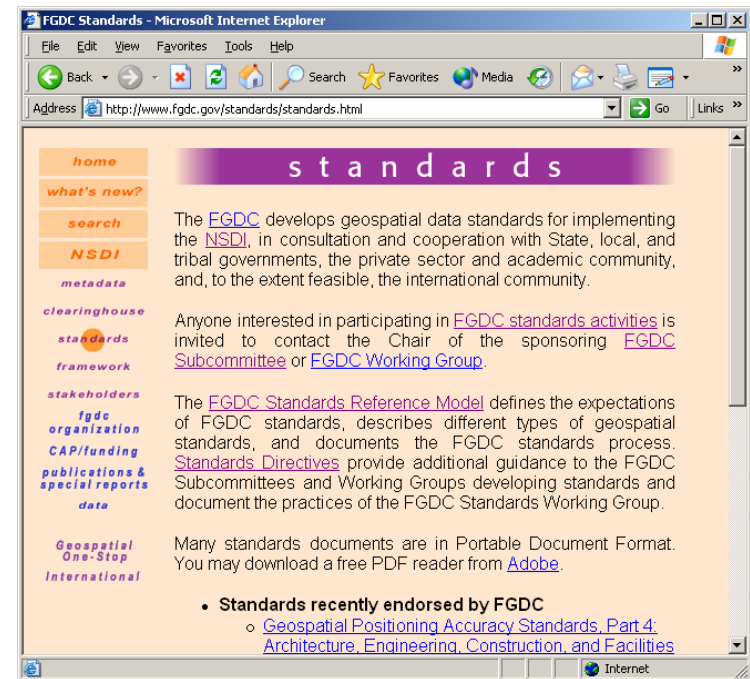 FGDC Standards - Microsoft Internet Explorer
File Edit View Favorites Tools Help
Back Search Favorites Media »
Address http://www.fgdc.gov/standards/standards.html Go Links »
home
what's new?
search
NSDI
metadata
clearinghouse
standards
framework
stakeholders
fgdc
organization
CAP/funding
publications &
special reports
data
Geospatial
One-Stop
International
standards
The FGDC develops geospatial data standards for implementing
the NSDI, in consultation and cooperation with State, local, and
tribal governments, the private sector and academic community,
and, to the extent feasible, the international community.
Anyone interested in participating in FGDC standards activities is
invited to contact the Chair of the sponsoring FGDC
Subcommittee or FGDC Working Group.
The FGDC Standards Reference Model defines the expectations
of FGDC standards, describes different types of geospatial
standards, and documents the FGDC standards process.
Standards Directives provide additional guidance to the FGDC
Subcommittees and Working Groups developing standards and
document the practices of the FGDC Standards Working Group.
Many standards documents are in Portable Document Format.
You may download a free PDF reader from Adobe.
• Standards recently endorsed by FGDC
o Geospatial Positioning Accuracy Standards, Part 4:
Architecture, Engineering, Construction, and Facilities
Internet